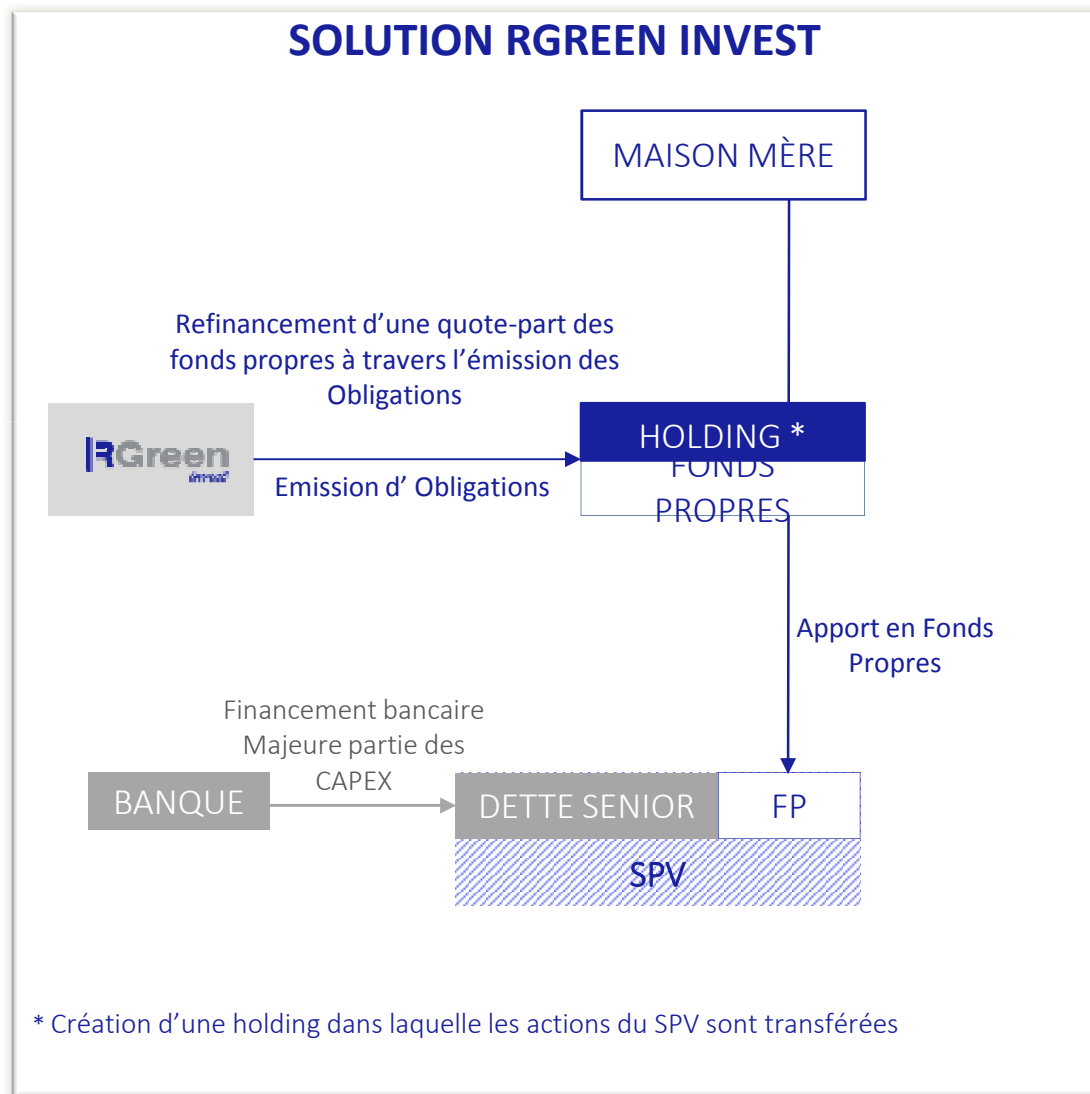 SOLUTION RGREEN INVEST
MAISON MÈRE
Refinancement d’une quote-part des
fonds propres à travers l’émission des
Obligations
RGreen
invest
Emission d’ Obligations
HOLDING *
FONDS
PROPRES
Apport en Fonds
Propres
Financement bancaire
Majeure partie des
CAPEX
BANQUE
DETTE SENIOR
FP
SPV
* Création d’une holding dans laquelle les actions du SPV sont transférées